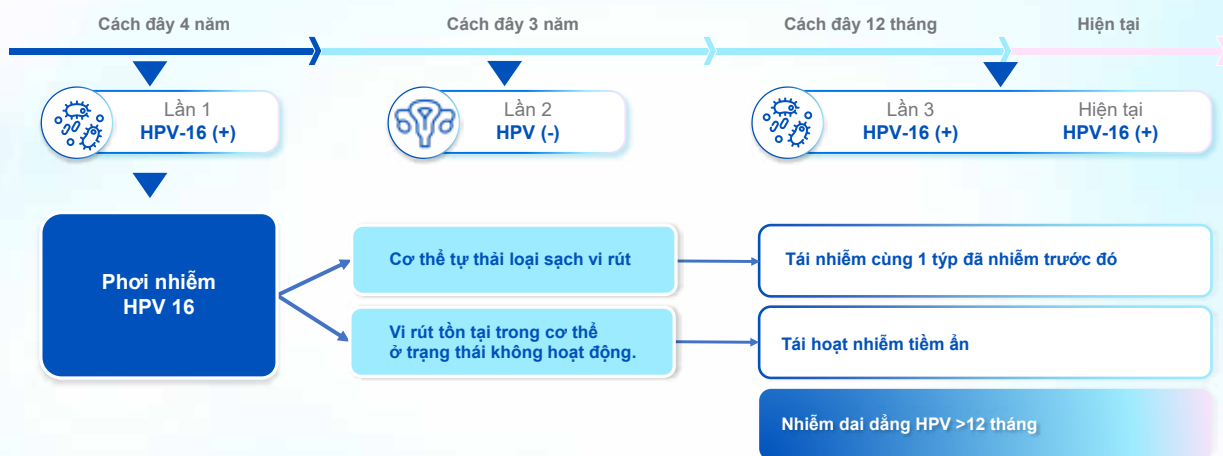 Cách đây 4 năm
Cách đây 3 năm
Cách đây 12 tháng
Hiện tại
Lần 1
HPV-16 (+)
Lần 2
HPV (-)
Lần 3
HPV-16 (+)
Hiện tại
HPV-16 (+)
Phơi nhiễm
HPV 16
Cơ thể tự thải loại sạch vi rút
Tái nhiễm cùng 1 týp đã nhiễm trước đó
Vi rút tồn tại trong cơ thể
ở trạng thái không hoạt động.
Tái hoạt nhiễm tiềm ẩn
Nhiễm dai dẳng HPV >12 tháng